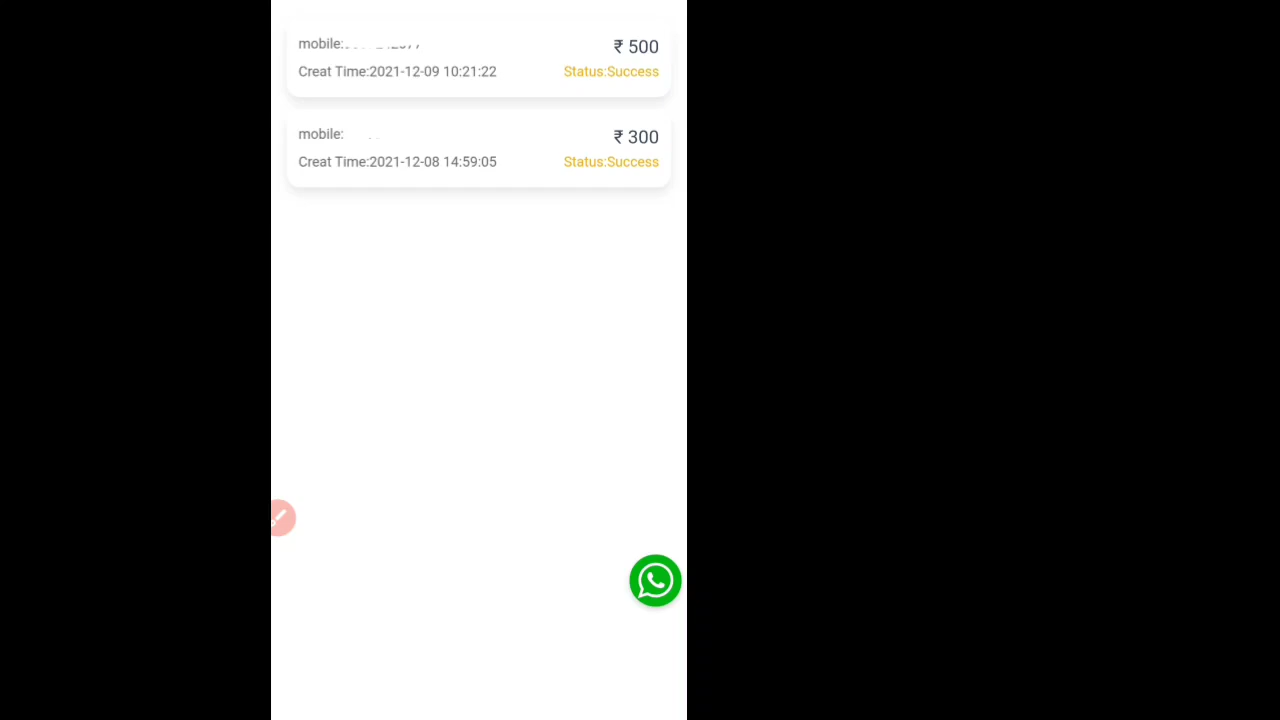 mobile:
₹ 500
Creat Time:2021-12-09 10:21:22
Status:Success
mobile:
₹ 300
Creat Time:2021-12-08 14:59:05
Status:Success